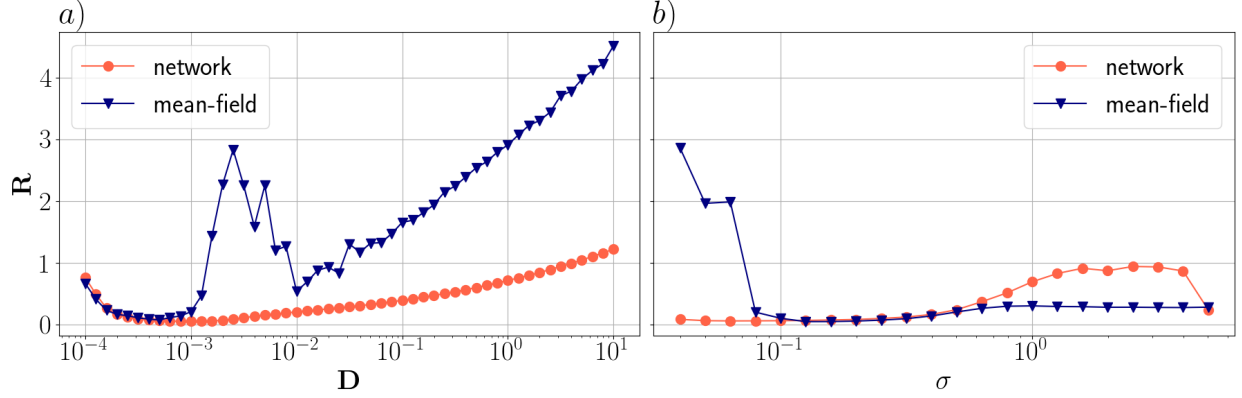 a)
b)
network
mean-field
network
mean-field
R
4
3
2
1
0
10^-4
10^-3
10^-2
10^-1
10^0
10^1
10^-1
10^0
D
σ